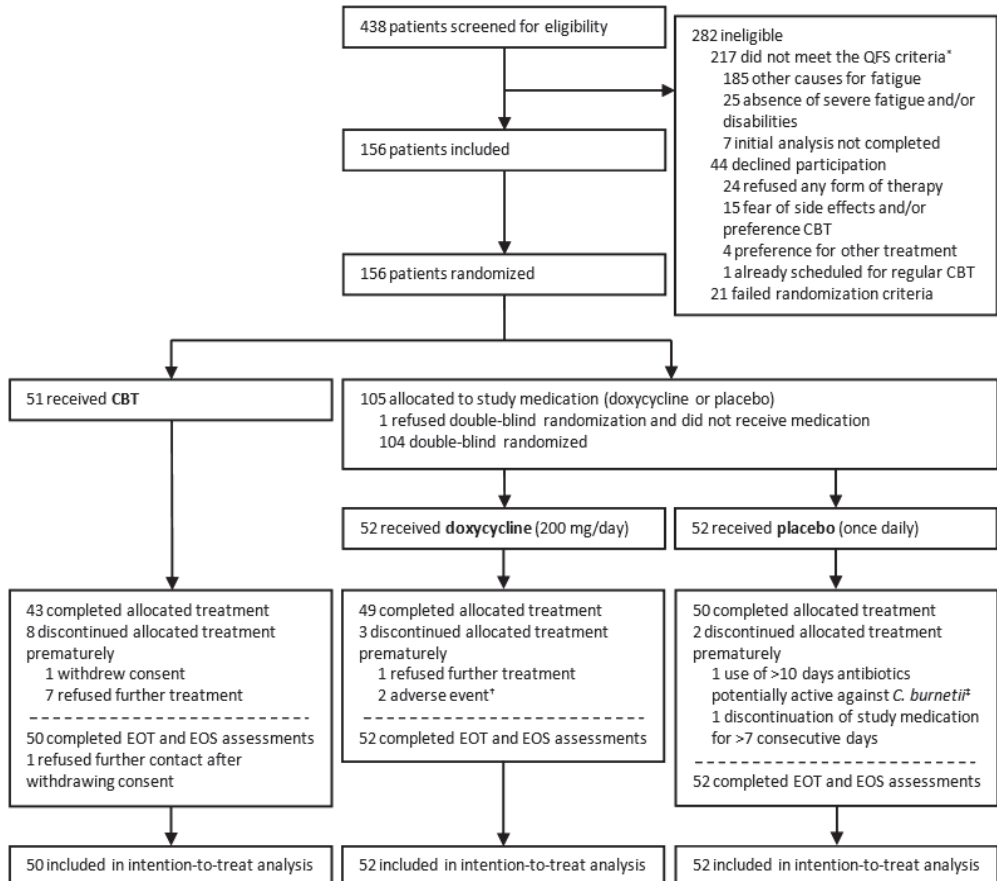 438 patients screened for eligibility
282 ineligible
217 did not meet the QFS criteria*
185 other causes for fatigue
25 absence of severe fatigue and/or
disabilities
7 initial analysis not completed
44 declined participation
24 refused any form of therapy
15 fear of side effects and/or
preference CBT
4 preference for other treatment
1 already scheduled for regular CBT
21 failed randomization criteria
156 patients included
156 patients randomized
51 received CBT
105 allocated to study medication (doxycycline or placebo)
1 refused double-blind randomization and did not receive medication
104 double-blind randomized
52 received doxycycline (200 mg/day)
52 received placebo (once daily)
43 completed allocated treatment
8 discontinued allocated treatment
prematurely
1 withdrew consent
7 refused further treatment
50 completed EOT and EOS assessments
1 refused further contact after
withdrawing consent
49 completed allocated treatment
3 discontinued allocated treatment
prematurely
1 refused further treatment
2 adverse event†
52 completed EOT and EOS assessments
50 completed allocated treatment
2 discontinued allocated treatment
prematurely
1 use of >10 days antibiotics
potentially active against C. burnetii‡
1 discontinuation of study medication
for >7 consecutive days
52 completed EOT and EOS assessments
50 included in intention-to-treat analysis
52 included in intention-to-treat analysis
52 included in intention-to-treat analysis